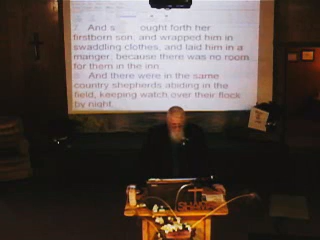 And s ought forth her
firstborn son, and wrapped him in
swaddling clothes, and laid him in a
manger; because there was no room
for them in the inn.
And there were in the same
country shepherds abiding in the
field, keeping watch over their flock
by night.